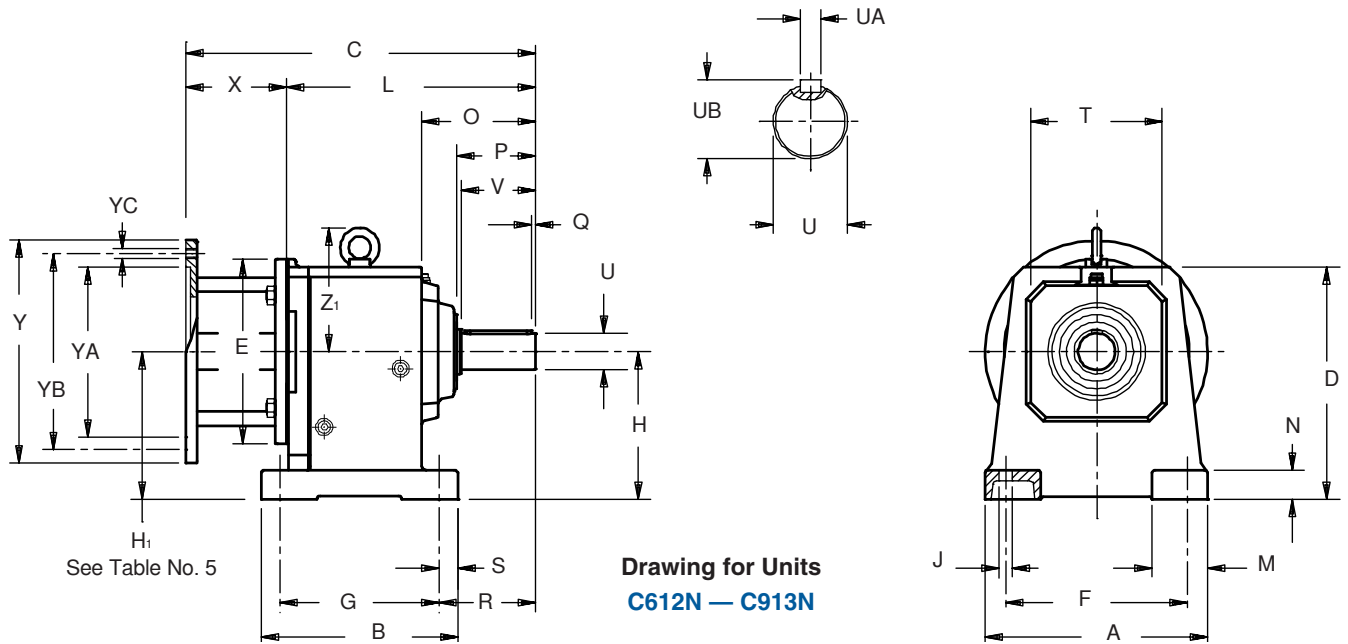 UA
C
X
L
UB
T
O
P
V
YC
Q
U
U
Z1
Y
YA
E
YB
D
H
N
H1
See Table No. 5
S
Drawing for Units
C612N — C913N
J
M
G
R
F
B
A